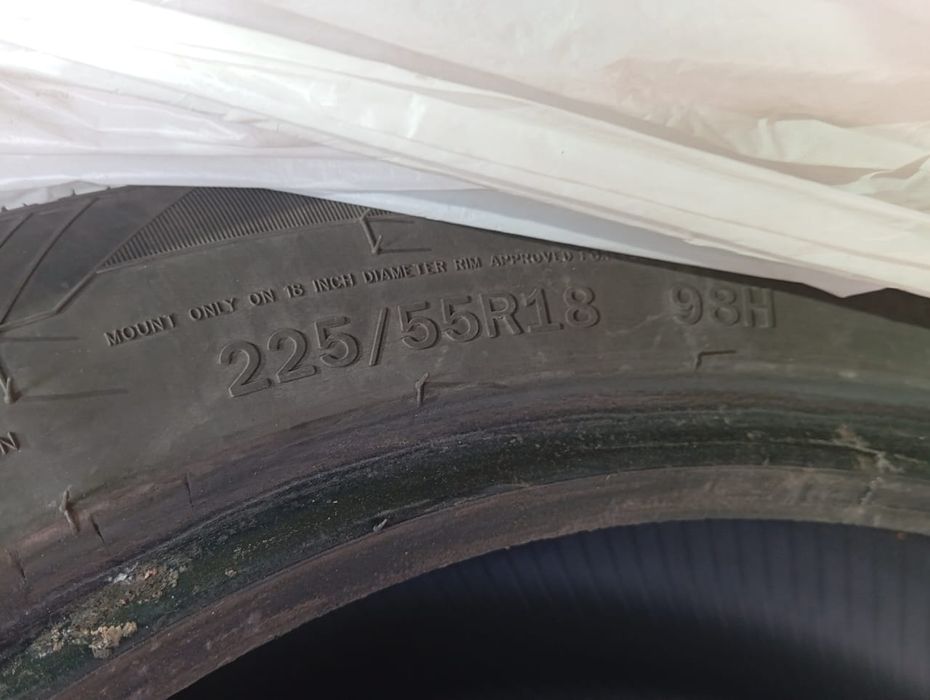 MOUNT ONLY ON 18 INCH DIAMETER RIM APPROVED
225/55R18 98H
N